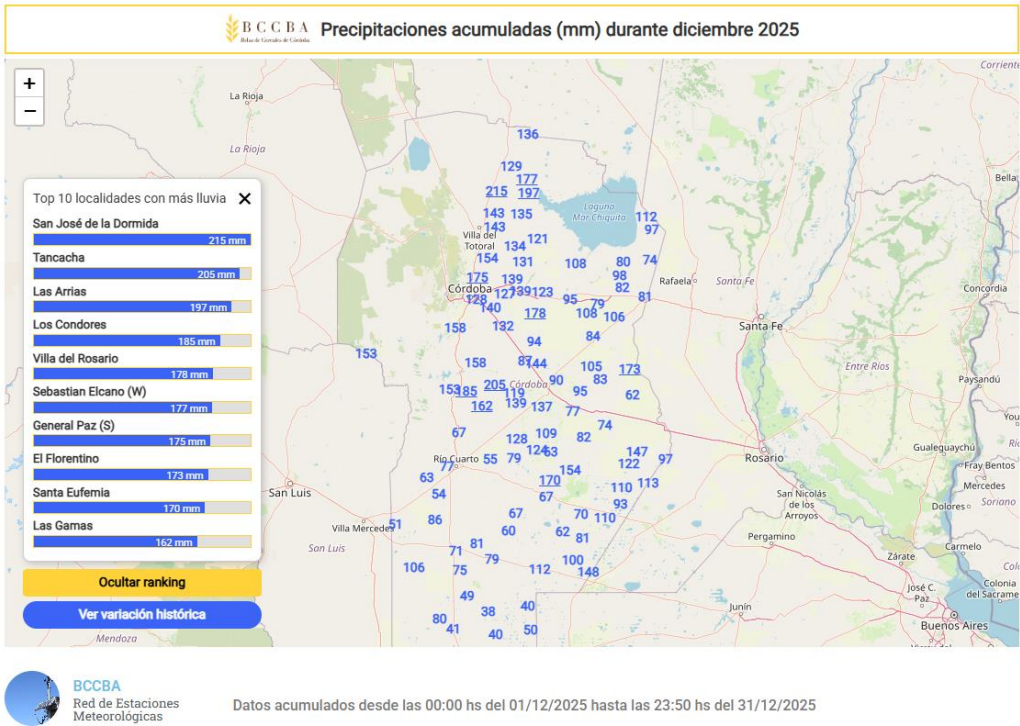 BCCBA
Bolsa de Cereales de Córdoba
Precipitaciones acumuladas (mm) durante diciembre 2025
+
−
Corriente
La Rioja
La Rioja
136
129
177
215 197
Bella
143 135
Laguna
Mar Chiquita
112
143
97
Villa del
Totoral
121
134
154 131
108
80 74
98
175 139
82
Rafaela
Santa Fe
Córdoba
127 139 123
128
95
79
81
Concordia
140
178
108 106
158
132
Santa Fe
84
94
153
158
87 144
105 173
Entre Ríos
90
83
Paysandú
153 185 205 Córdoba
119
95
62
162 139 137
77
You
74
67
109
82
128
Gualeguaychú
124 63
147
97
Rosario
Río Cuarto
55 79
122
Fray Bentos
77
154
Mercedes
63
170
113
110
San Luis
54
67
San Nicolás
de los
Arroyos
Soriano
93
Dolores
67
70 110
86
51
Villa Mercedes
60
62
81
Pergamino
San Luis
81
Carmelo
71
79
100
Zárate
106
75
112
148
Colonia
del Sacrame
José C.
Paz
49
40
38
Junín
80
Buenos Aires
41
40
50
Mendoza
Top 10 localidades con más lluvia
San José de la Dormida
215 mm
Tancacha
205 mm
Las Arrias
197 mm
Los Condores
185 mm
Villa del Rosario
178 mm
Sebastian Elcano (W)
177 mm
General Paz (S)
175 mm
El Florentino
173 mm
Santa Eufemia
170 mm
Las Gamas
162 mm
Ocultar ranking
Ver variación histórica
BCCBA
Red de Estaciones
Meteorológicas
Datos acumulados desde las 00:00 hs del 01/12/2025 hasta las 23:50 hs del 31/12/2025